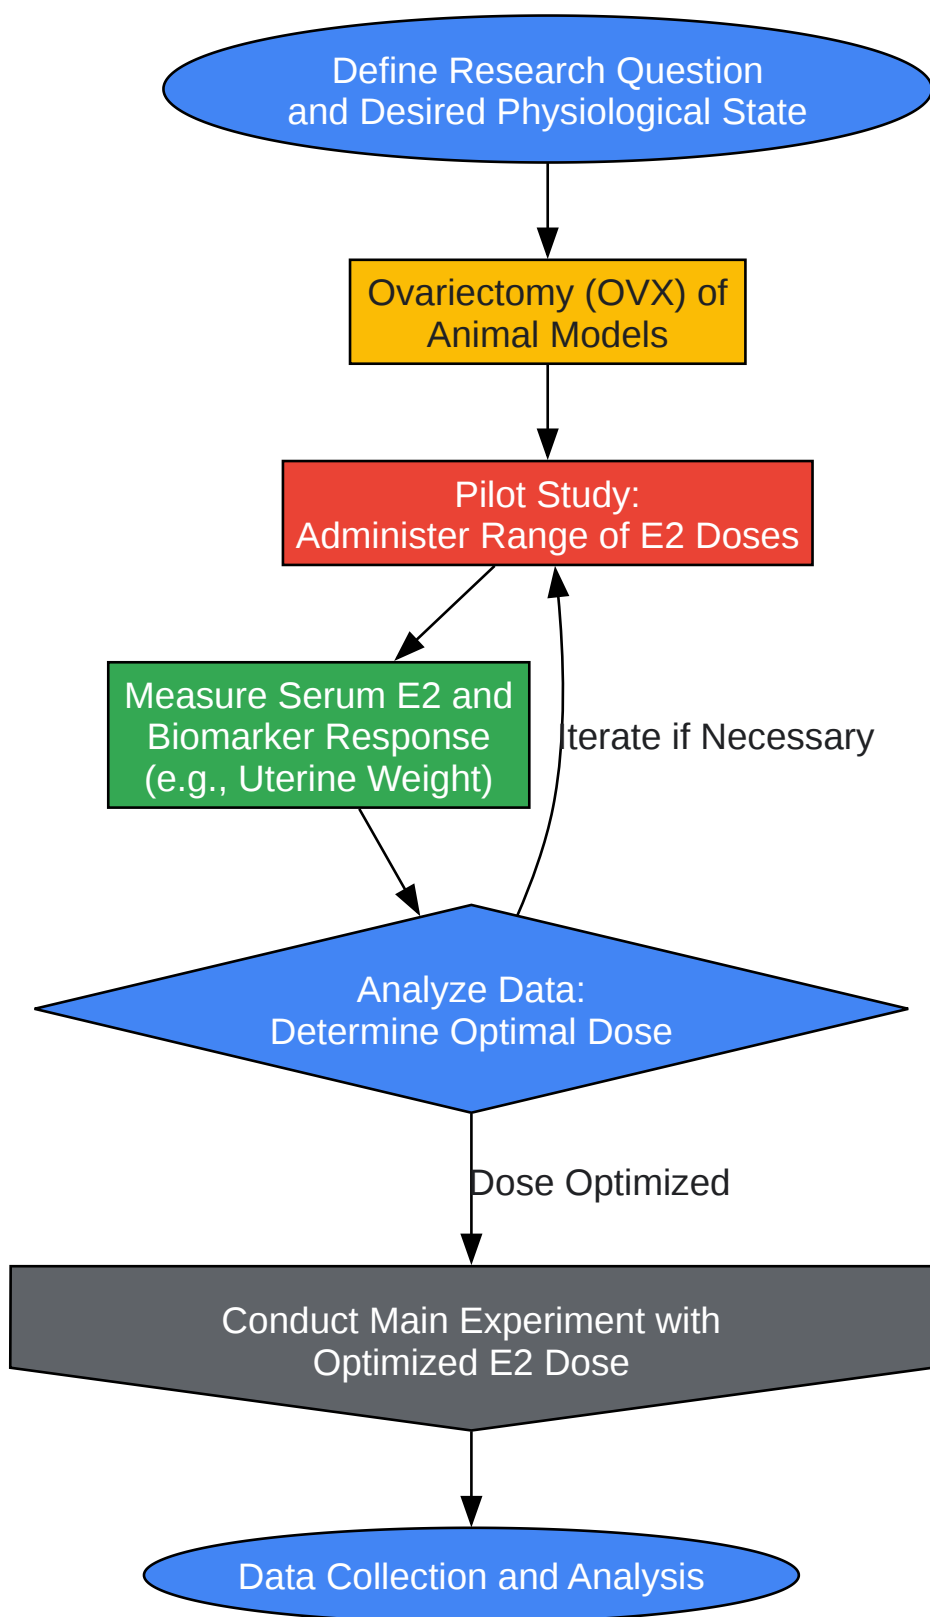 Define Research Question
and Desired Physiological State
Ovariectomy (OVX) of
Animal Models
Pilot Study:
Administer Range of E2 Doses
Measure Serum E2 and
Biomarker Response
(e.g., Uterine Weight)
Iterate if Necessary
Analyze Data:
Determine Optimal Dose
Dose Optimized
Conduct Main Experiment with
Optimized E2 Dose
Data Collection and Analysis